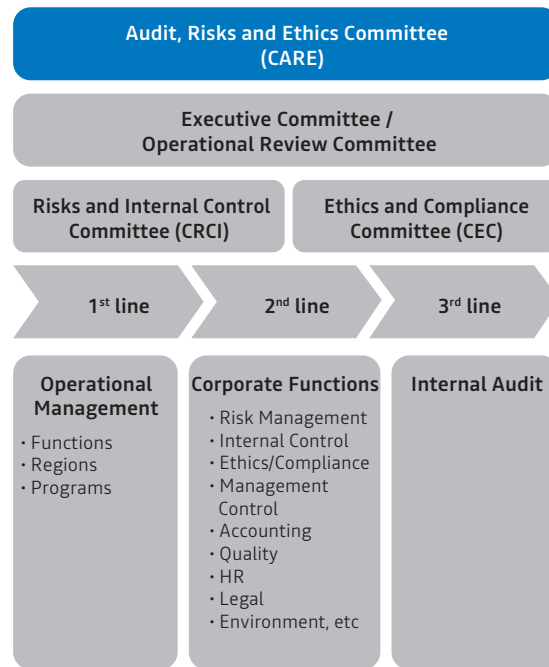 Audit, Risks and Ethics Committee
(CARE)
Executive Committee /
Operational Review Committee
Risks and Internal Control
Committee (CRCI)
Ethics and Compliance
Committee (CEC)
1st line
2nd line
3rd line
Operational
Management
· Functions
· Regions
· Programs
Corporate Functions
· Risk Management
· Internal Control
· Ethics/Compliance
· Management
Control
· Accounting
· Quality
· HR
· Legal
· Environment, etc
Internal Audit